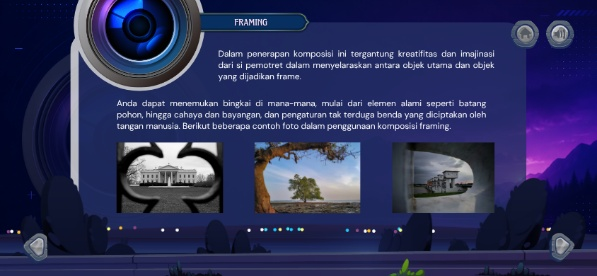 FRAMING
Dalam penerapan komposisi ini tergantung kreatifitas dan imajinasi
dari si pemotret dalam menyelaraskan antara objek utama dan objek
yang dijadikan frame.
Anda dapat menemukan bingkai di mana-mana, mulai dari elemen alami seperti batang
pohon, hingga cahaya dan bayangan, dan pengaturan tak terduga benda yang diciptakan oleh
tangan manusia. Berikut beberapa contoh foto dalam penggunaan komposisi framing.